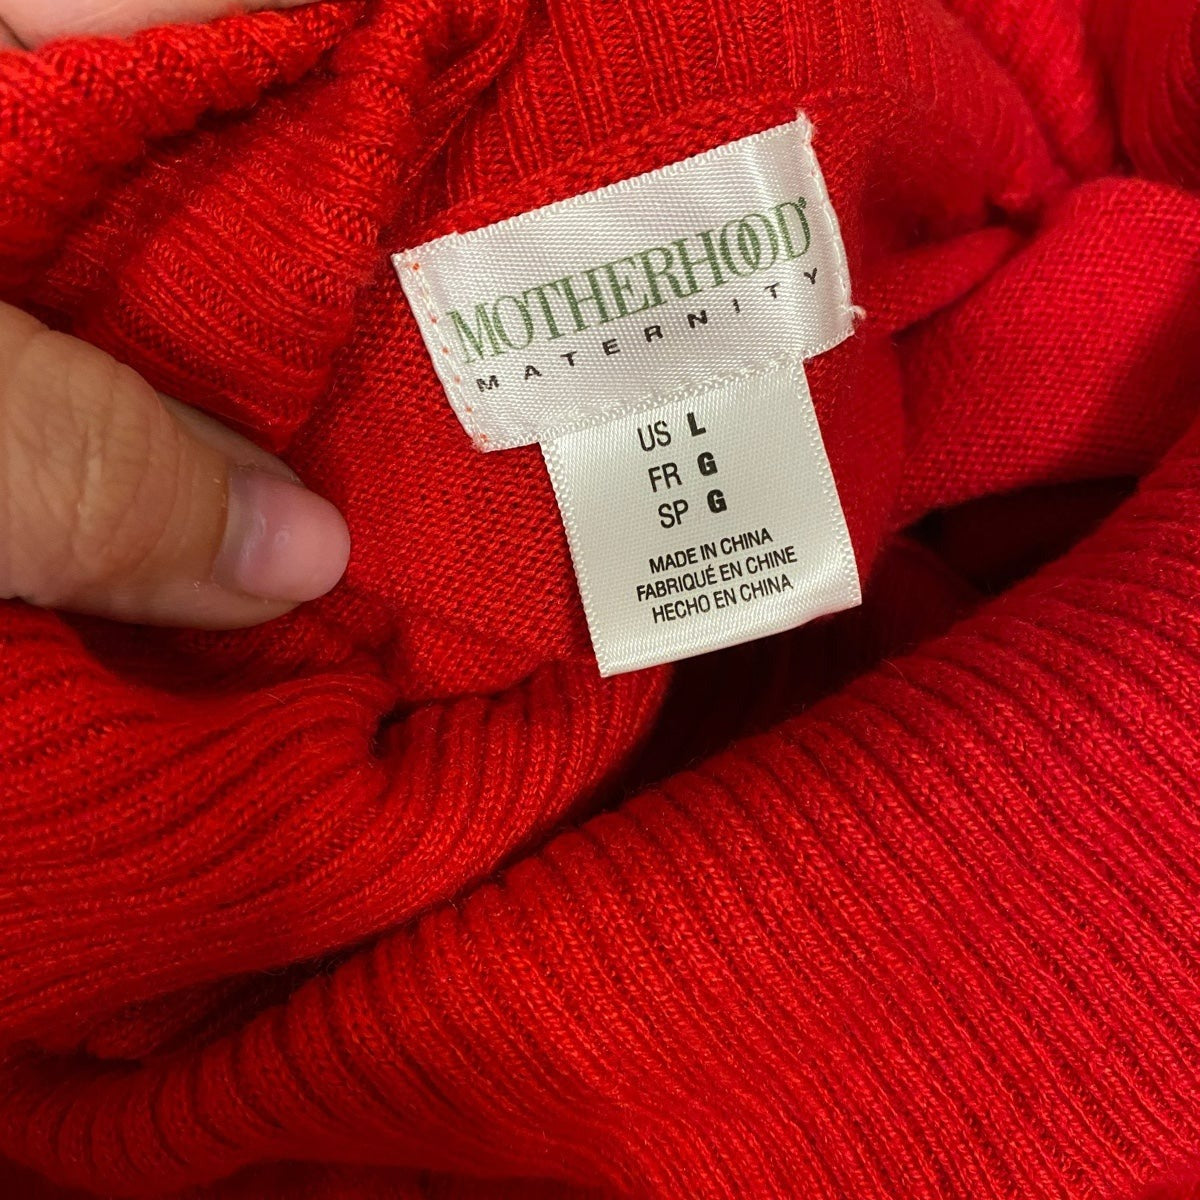 MOTHERHOOD®
MATERNITY
US L
FR G
SP G
MADE IN CHINA
FABRIQUÉ EN CHINE
HECHO EN CHINA